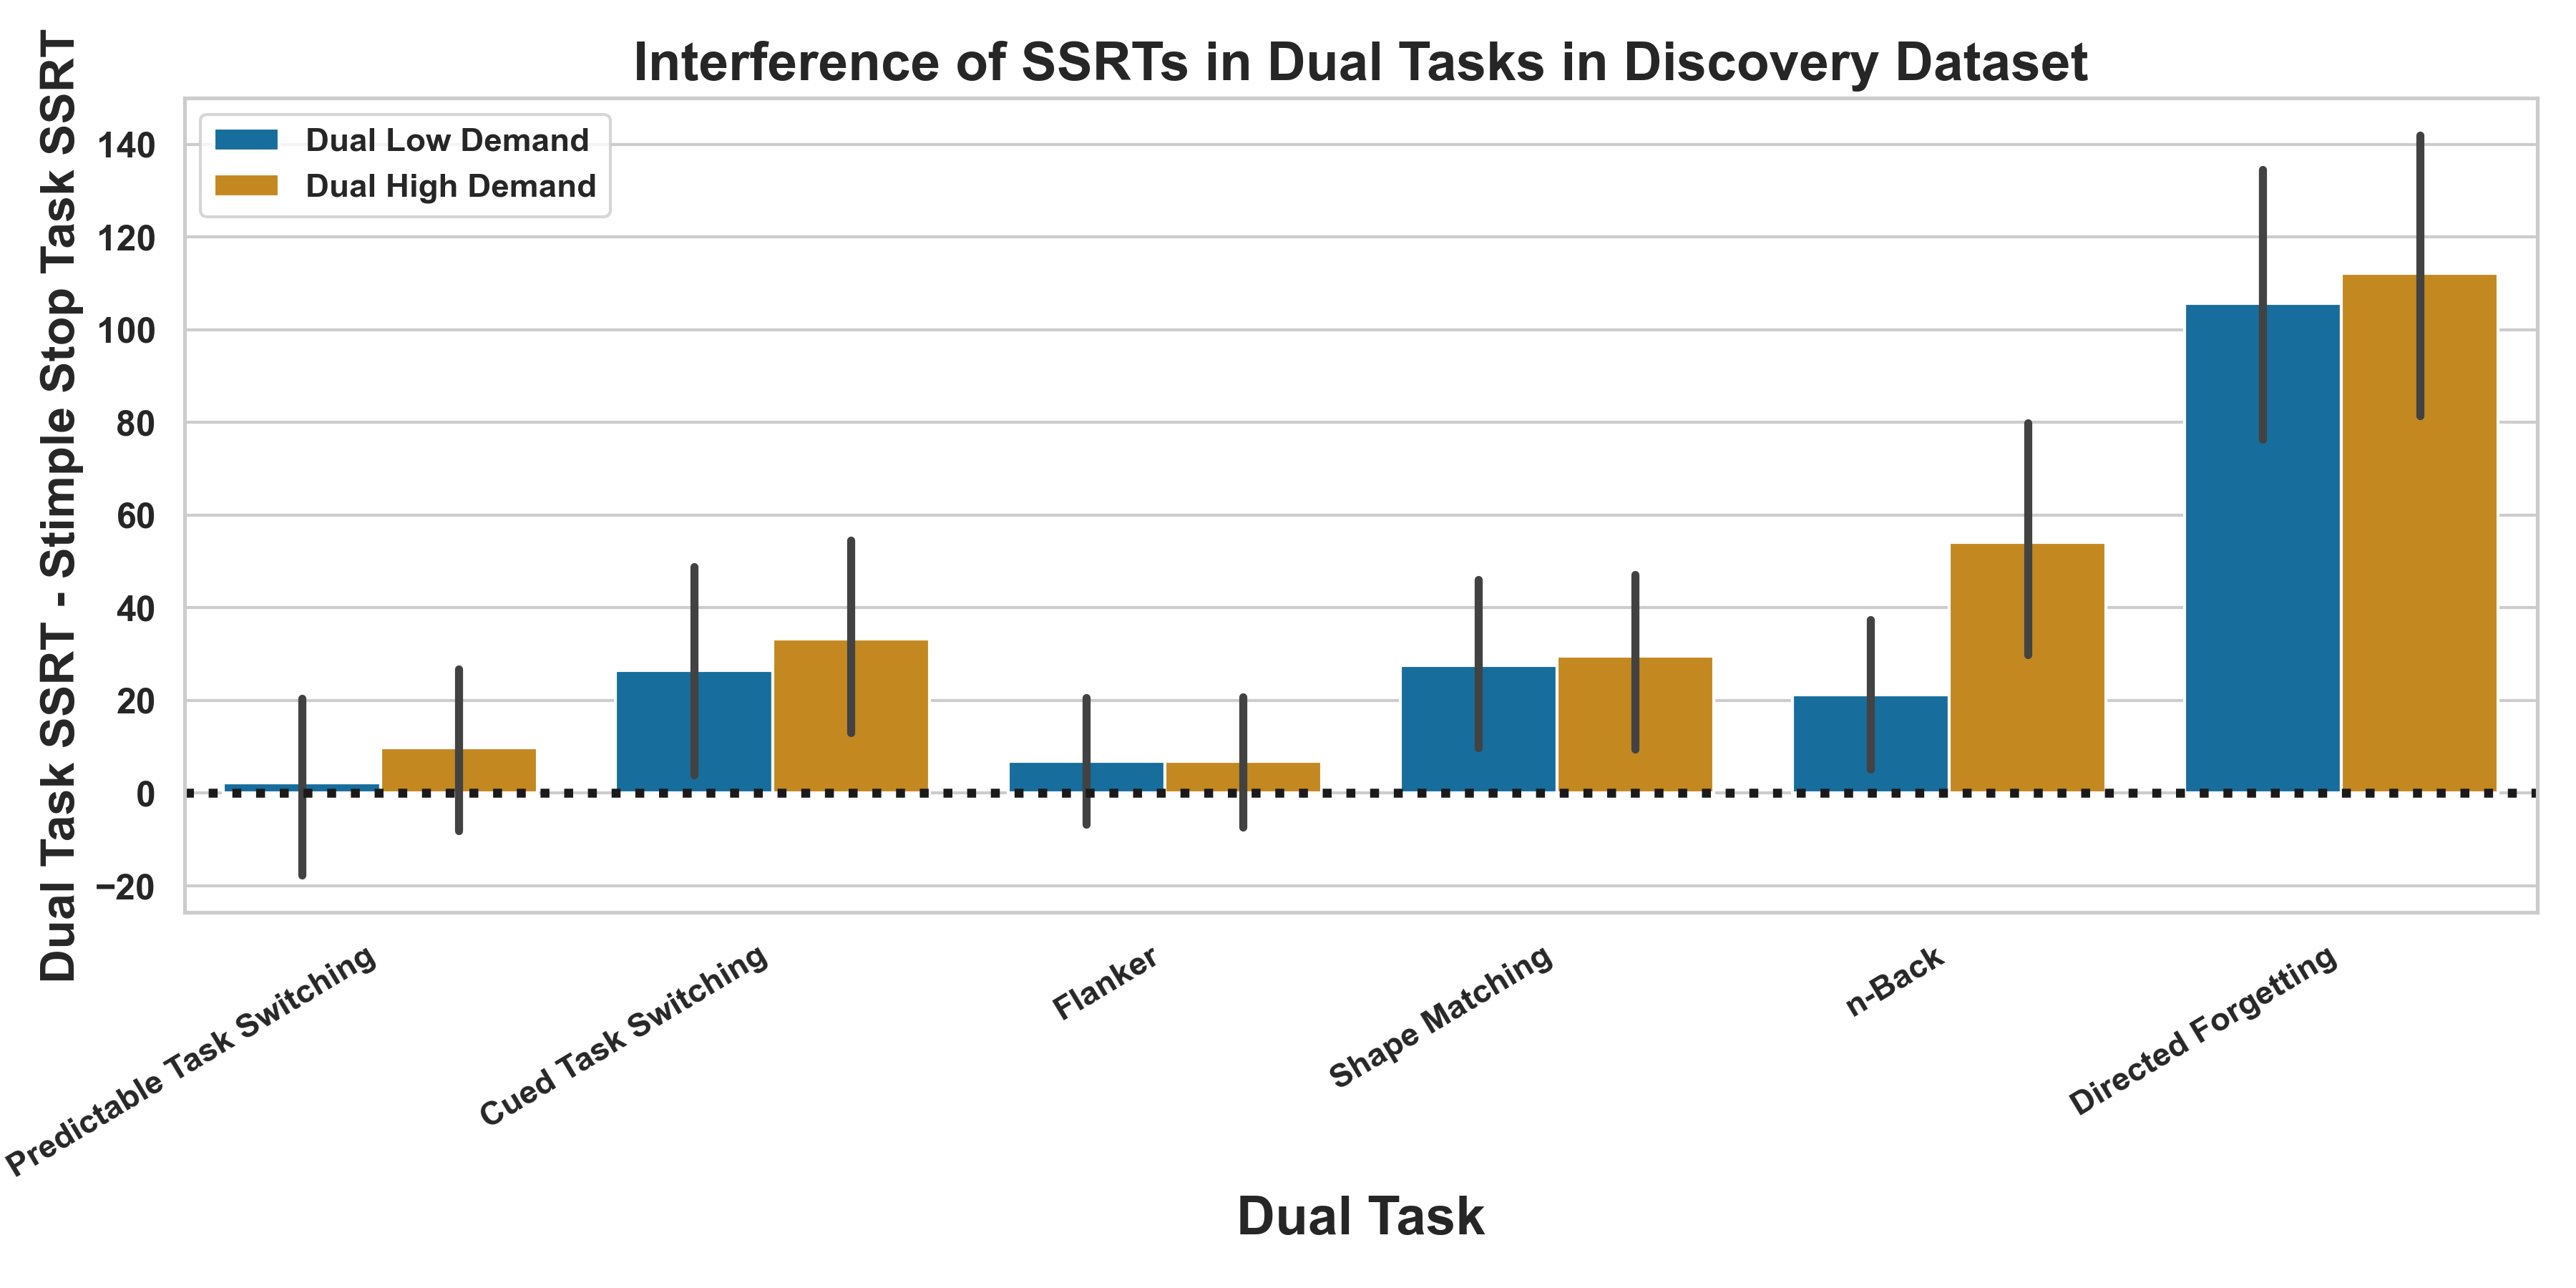 Interference of SSRTs in Dual Tasks in Discovery Dataset
Dual Task SSRT - Stimple Stop Task SSRT
Dual Low Demand
Dual High Demand
140
120
100
80
60
40
20
0
−20
Predictable Task Switching
Cued Task Switching
Flanker
Shape Matching
n-Back
Directed Forgetting
Dual Task